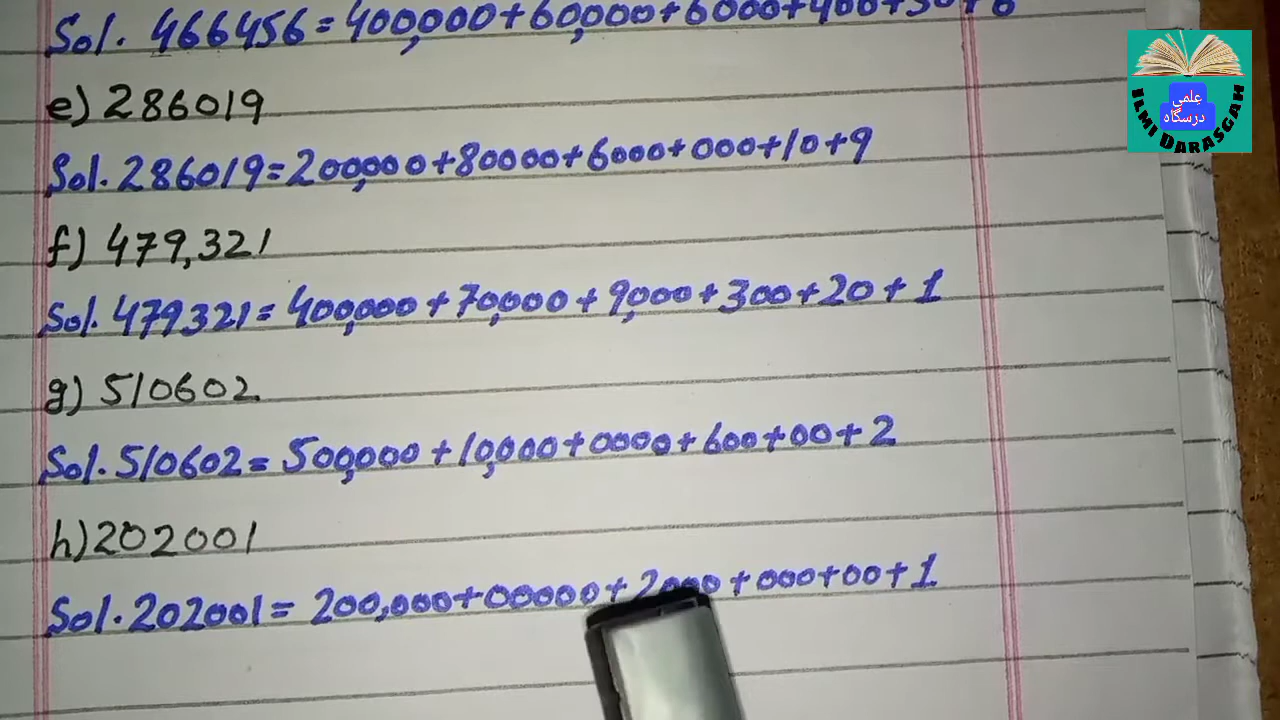 Sol. 466456 = 400,000+60,000+6000+400+50+6
e) 286019
Sol. 286019=200,000+80000+6000+000+10+9
f) 479,321
Sol. 479321= 400,000+70,000+9,000+300+20+1
g) 510602.
Sol. 510602= 500,000+10,000+0000+600+00+2
h) 202001
Sol. 202001= 200,000+00000+2000+000+00+1
ILMI DARASGAH
عِلمی
درسگاہ